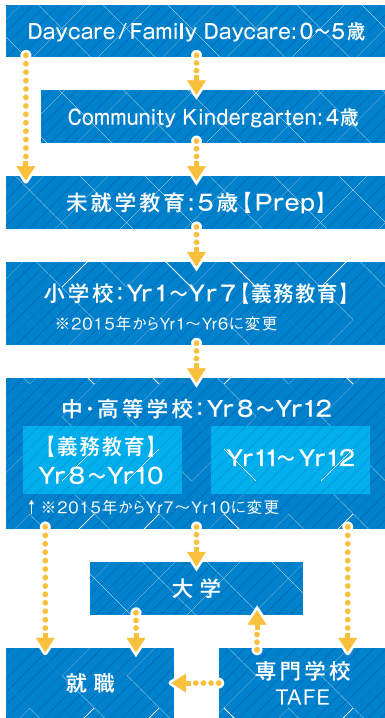 Daycare/Family Daycare:0〜5歳
Community Kindergarten:4歳
未就学教育:5歳【Prep】
小学校:Yr1〜Yr7【義務教育】
※2015年からYr1〜Yr6に変更
中・高等学校:Yr8〜Yr12
【義務教育】
Yr8〜Yr10
Yr11〜Yr12
↑※2015年からYr7〜Yr10に変更
大学
就職
専門学校
TAFE